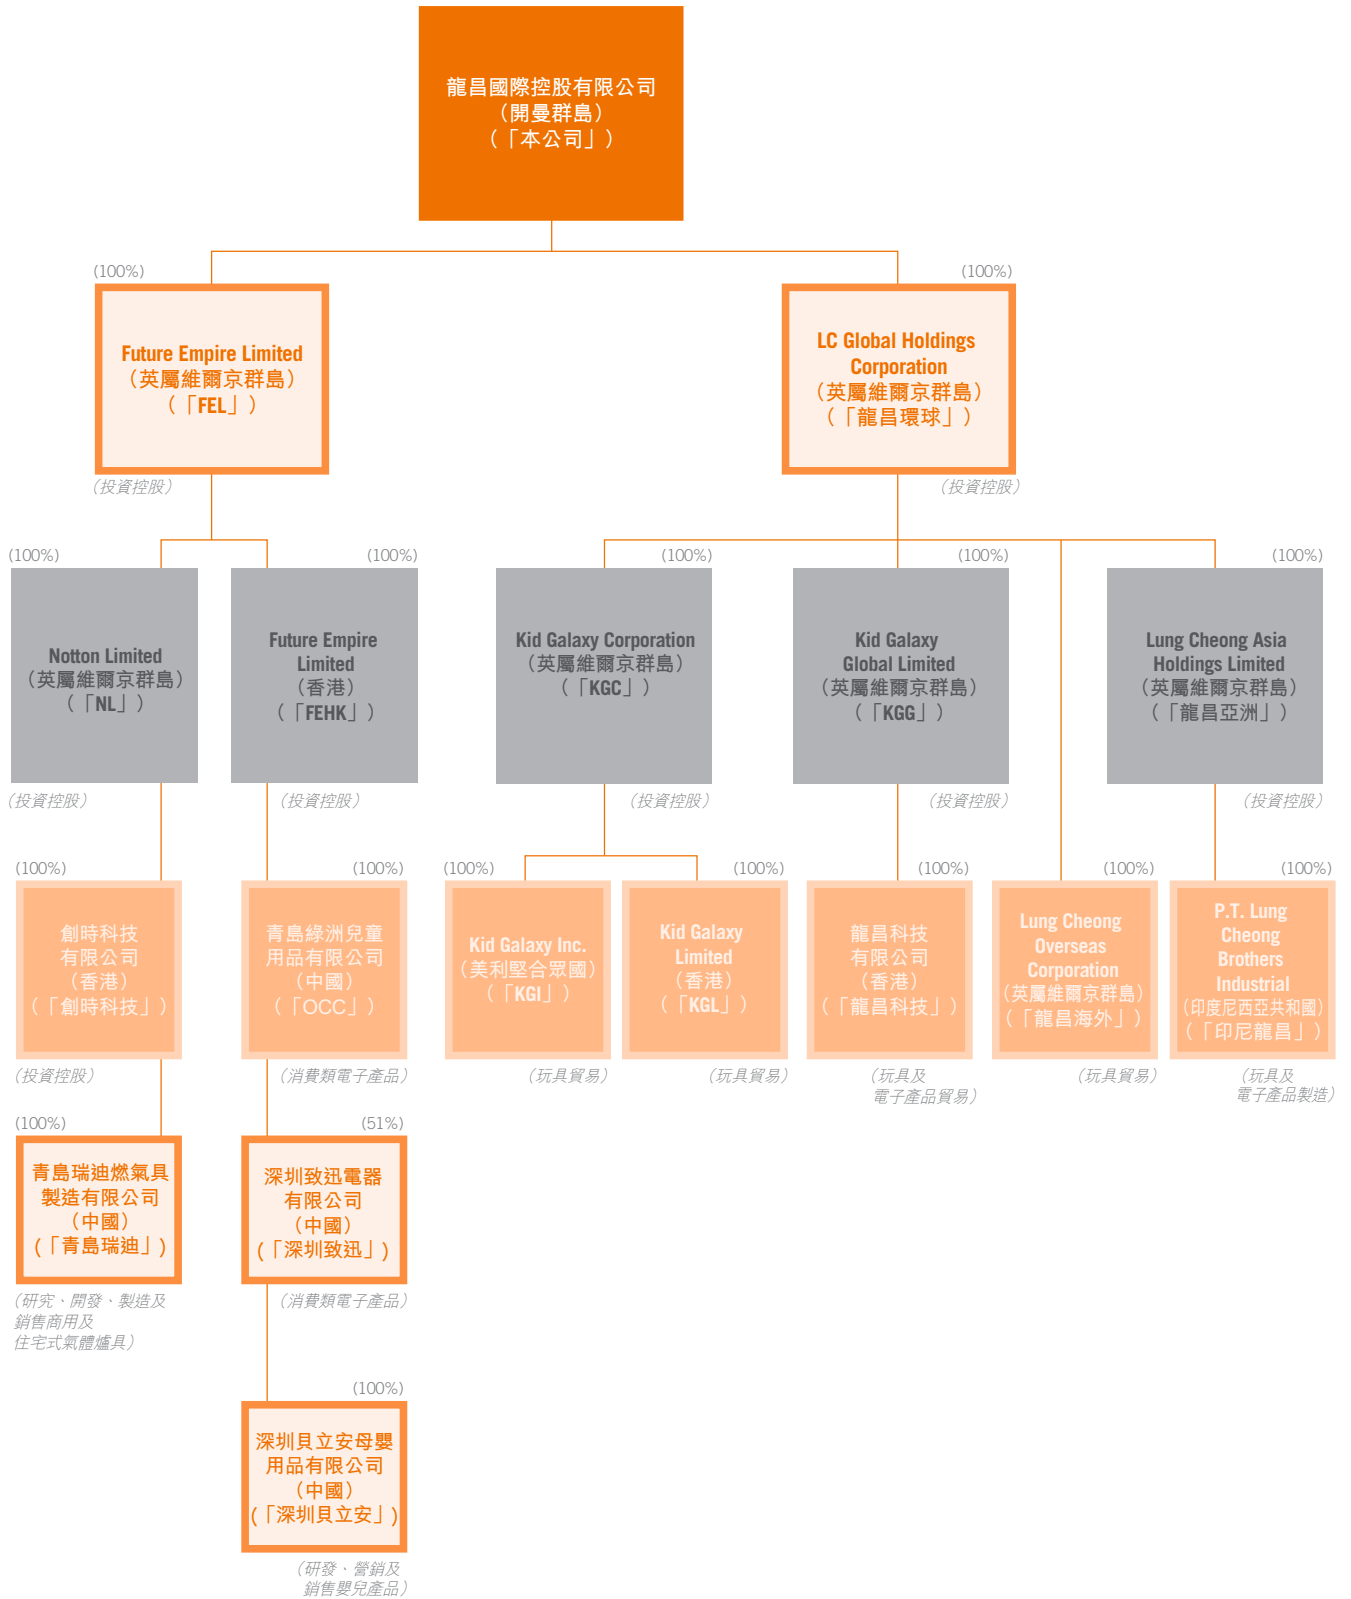 龍昌國際控股有限公司
（開曼群島）
（「本公司」）
(100%)
Future Empire Limited
（英屬維爾京群島）
（「FEL」）
（投資控股）
(100%)
LC Global Holdings
Corporation
（英屬維爾京群島）
（「龍昌環球」）
（投資控股）
(100%)
Notton Limited
（英屬維爾京群島）
（「NL」）
（投資控股）
(100%)
Future Empire
Limited
（香港）
（「FEHK」）
（投資控股）
(100%)
Kid Galaxy Corporation
（英屬維爾京群島）
（「KGC」）
（投資控股）
(100%)
Kid Galaxy
Global Limited
（英屬維爾京群島）
（「KGG」）
（投資控股）
(100%)
Lung Cheong Asia
Holdings Limited
（英屬維爾京群島）
（「龍昌亞洲」）
（投資控股）
(100%)
創時科技
有限公司
（香港）
（「創時科技」）
（投資控股）
(100%)
青島綠洲兒童
用品有限公司
（中國）
（「OCC」）
（消費類電子產品）
(100%)
Kid Galaxy Inc.
（美利堅合眾國）
（「KGI」）
（玩具貿易）
(100%)
Kid Galaxy
Limited
（香港）
（「KGL」）
（玩具貿易）
(100%)
龍昌科技
有限公司
（香港）
（「龍昌科技」）
（玩具及
電子產品貿易）
(100%)
Lung Cheong
Overseas
Corporation
（英屬維爾京群島）
（「龍昌海外」）
（玩具貿易）
(100%)
P.T. Lung
Cheong
Brothers
Industrial
（印度尼西亞共和國）
（「印尼龍昌」）
（玩具及
電子產品製造）
(100%)
青島瑞迪燃氣具
製造有限公司
（中國）
(「青島瑞迪」)
（研究、開發、製造及
銷售商用及
住宅式氣體爐具）
(51%)
深圳致迅電器
有限公司
（中國）
(「深圳致迅」)
（消費類電子產品）
(100%)
深圳貝立安母嬰
用品有限公司
（中國）
(「深圳貝立安」)
（研發、營銷及
銷售嬰兒產品）